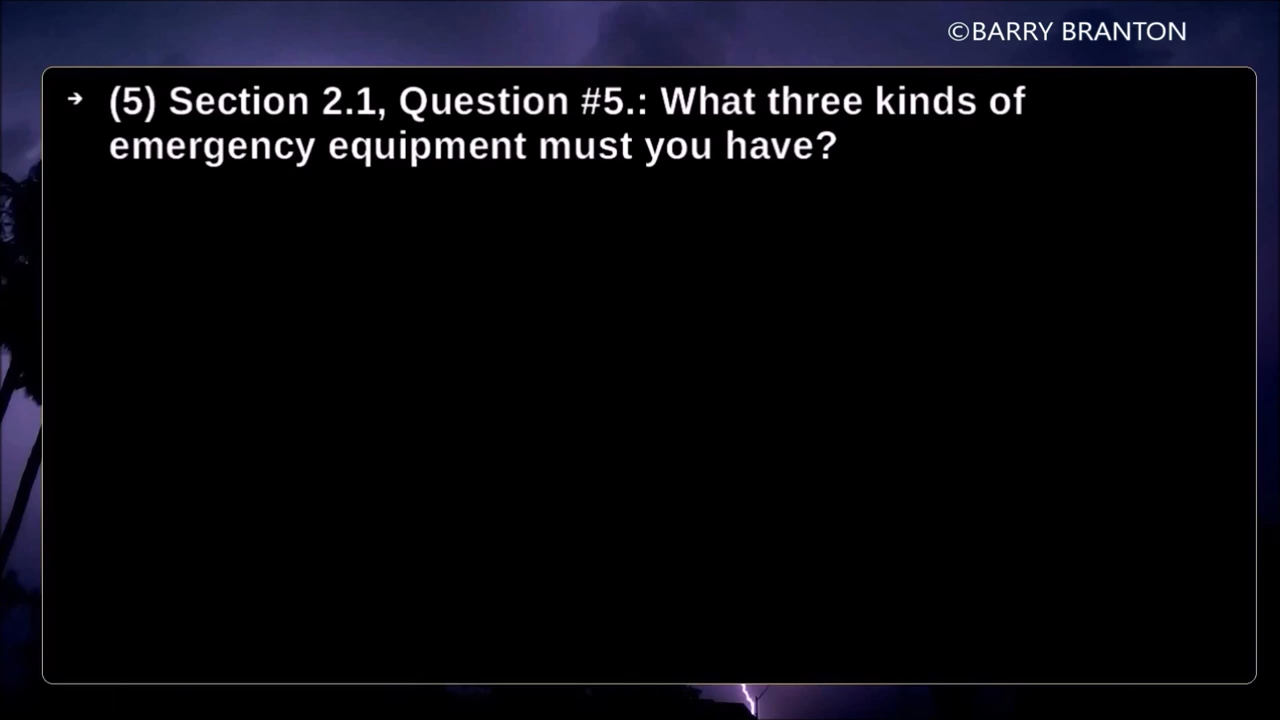 ©BARRY BRANTON
→ (5) Section 2.1, Question #5.: What three kinds of
emergency equipment must you have?